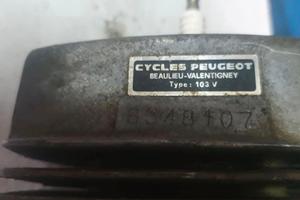 CYCLES PEUGEOT
BEAULIEU-VALENTIGNEY
Type: 103 V